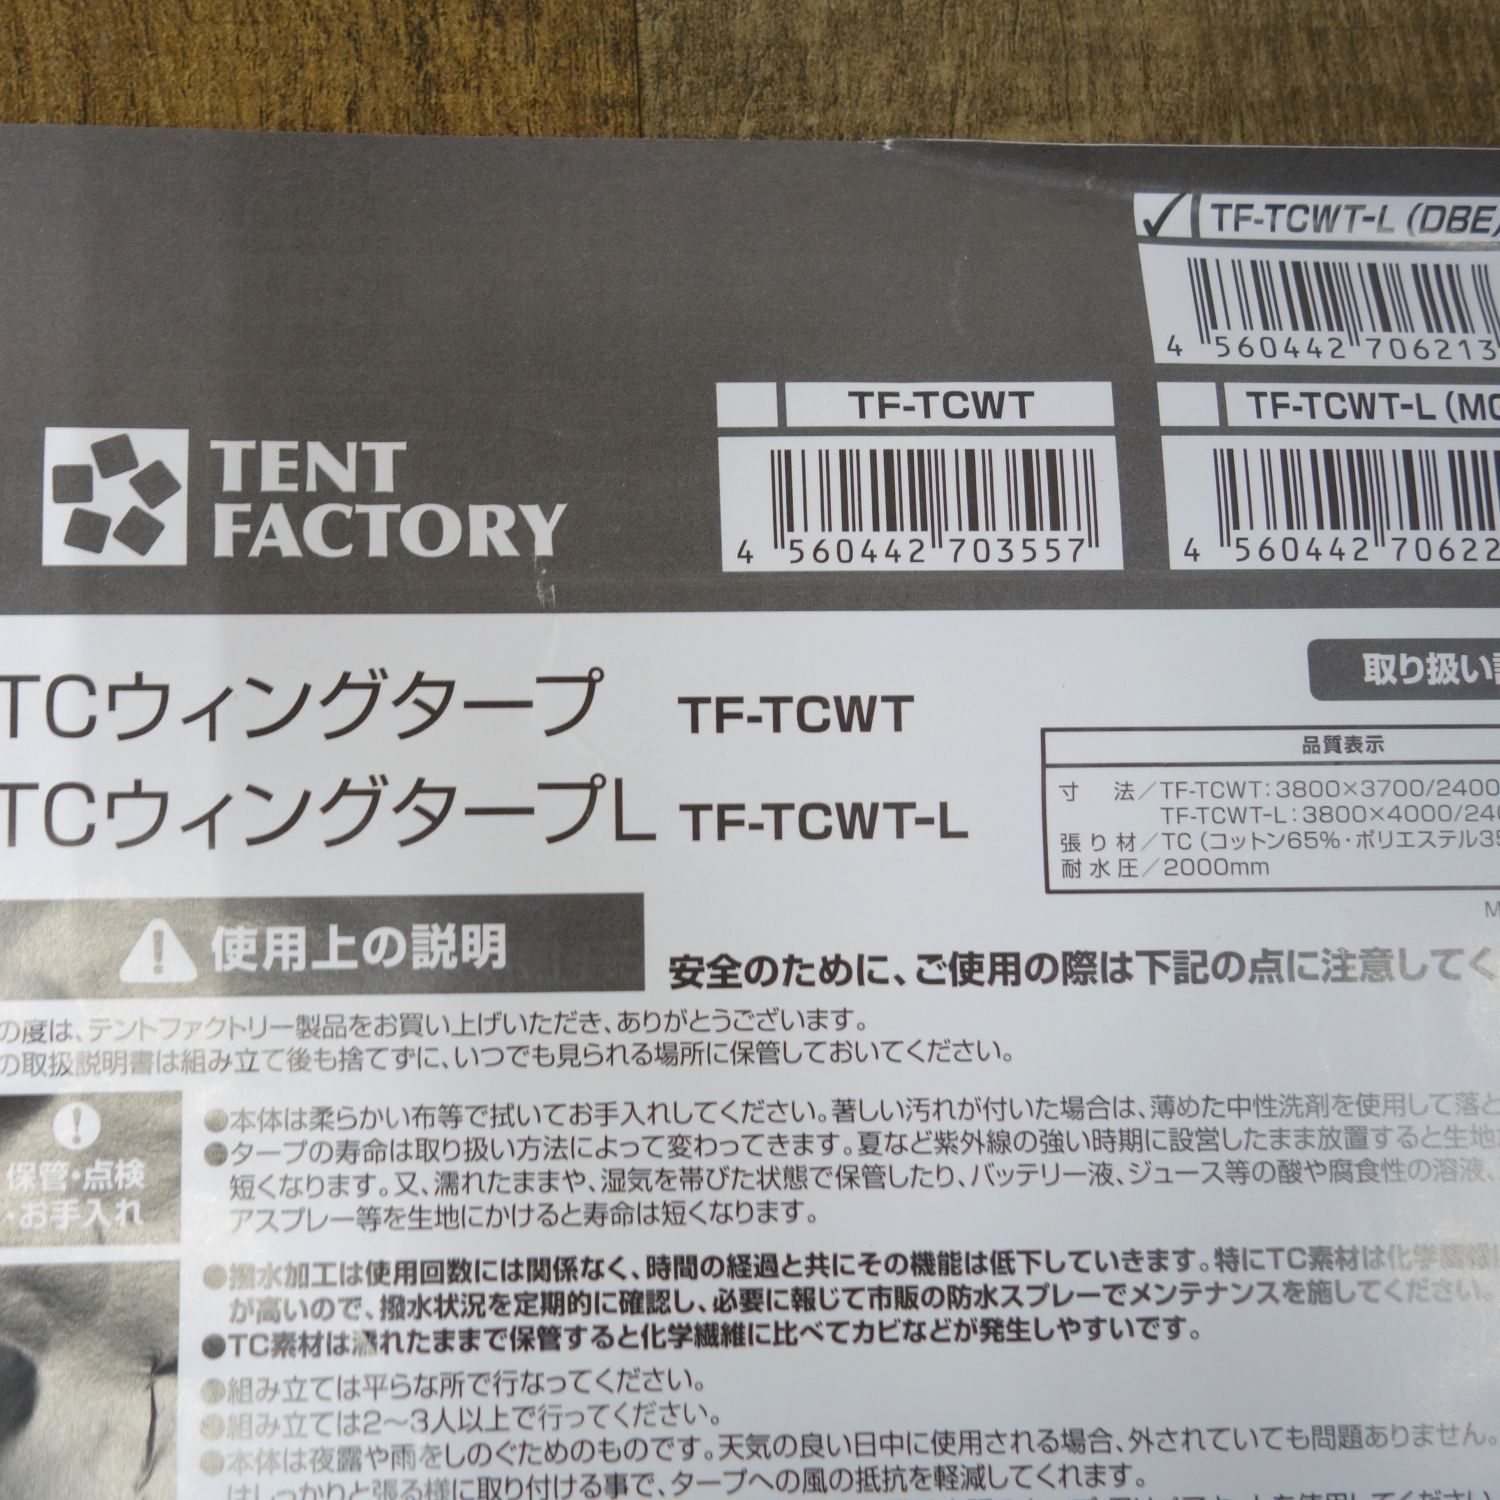 TF-TCWT-L (DBE)
4 560442 706213
TF-TCWT
TF-TCWT-L (MO
4 560442 703557
4 560442 70622
TENT
FACTORY
TCウィングタープ TF-TCWT
TCウィングタープL TF-TCWT-L
取り扱い
品質表示
寸 法／TF-TCWT：3800×3700/2400
TF-TCWT-L：3800×4000/240
張り材／TC（コットン65%・ポリエステル35
耐水圧／2000mm
M
使用上の説明
安全のために、ご使用の際は下記の点に注意してく
の度は、テントファクトリー製品をお買い上げいただき、ありがとうございます。
の取扱説明書は組み立て後も捨てずに、いつでも見られる場所に保管しておいてください。
保管・点検
・お手入れ
●本体は柔らかい布等で拭いてお手入れしてください。著しい汚れが付いた場合は、薄めた中性洗剤を使用して落と
●タープの寿命は取り扱い方法によって変わってきます。夏など紫外線の強い時期に設営したまま放置すると生地
短くなります。又、濡れたままや、湿気を帯びた状態で保管したり、バッテリー液、ジュース等の酸や腐食性の溶液、
アスプレー等を生地にかけると寿命は短くなります。
●撥水加工は使用回数には関係なく、時間の経過と共にその機能は低下していきます。特にTC素材は化学繊維
が高いので、撥水状況を定期的に確認し、必要に報じて市販の防水スプレーでメンテナンスを施してください。
●TC素材は濡れたままで保管すると化学繊維に比べてカビなどが発生しやすいです。
●組み立ては平らな所で行なってください。
●組み立ては2～3人以上で行ってください。
●本体は夜露や雨をしのぐためのものです。天気の良い日中に使用される場合、外されていても問題ありません。
はしっかりと張る様に取り付ける事で、タープへの風の抵抗を軽減してくれます。